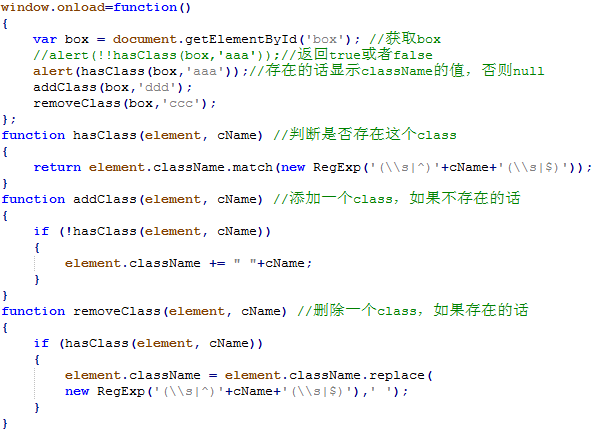 window.onload=function()
{
    var box = document.getElementById('box'); //获取box
    //alert(!!hasClass(box,'aaa'));//返回true或者false
    alert(hasClass(box,'aaa'));//存在的话显示className的值，否则null
    addClass(box,'ddd');
    removeClass(box,'ccc');
};
function hasClass(element, cName) //判断是否存在这个class
{
    return element.className.match(new RegExp('(\\s|^)'+cName+'(\\s|$)'));
}
function addClass(element, cName) //添加一个class，如果不存在的话
{
    if (!hasClass(element, cName))
    {
        element.className += " "+cName;
    }
}
function removeClass(element, cName) //删除一个class，如果存在的话
{
    if (hasClass(element, cName))
    {
        element.className = element.className.replace(
        new RegExp('(\\s|^)'+cName+'(\\s|$)'),' ');
    }
}